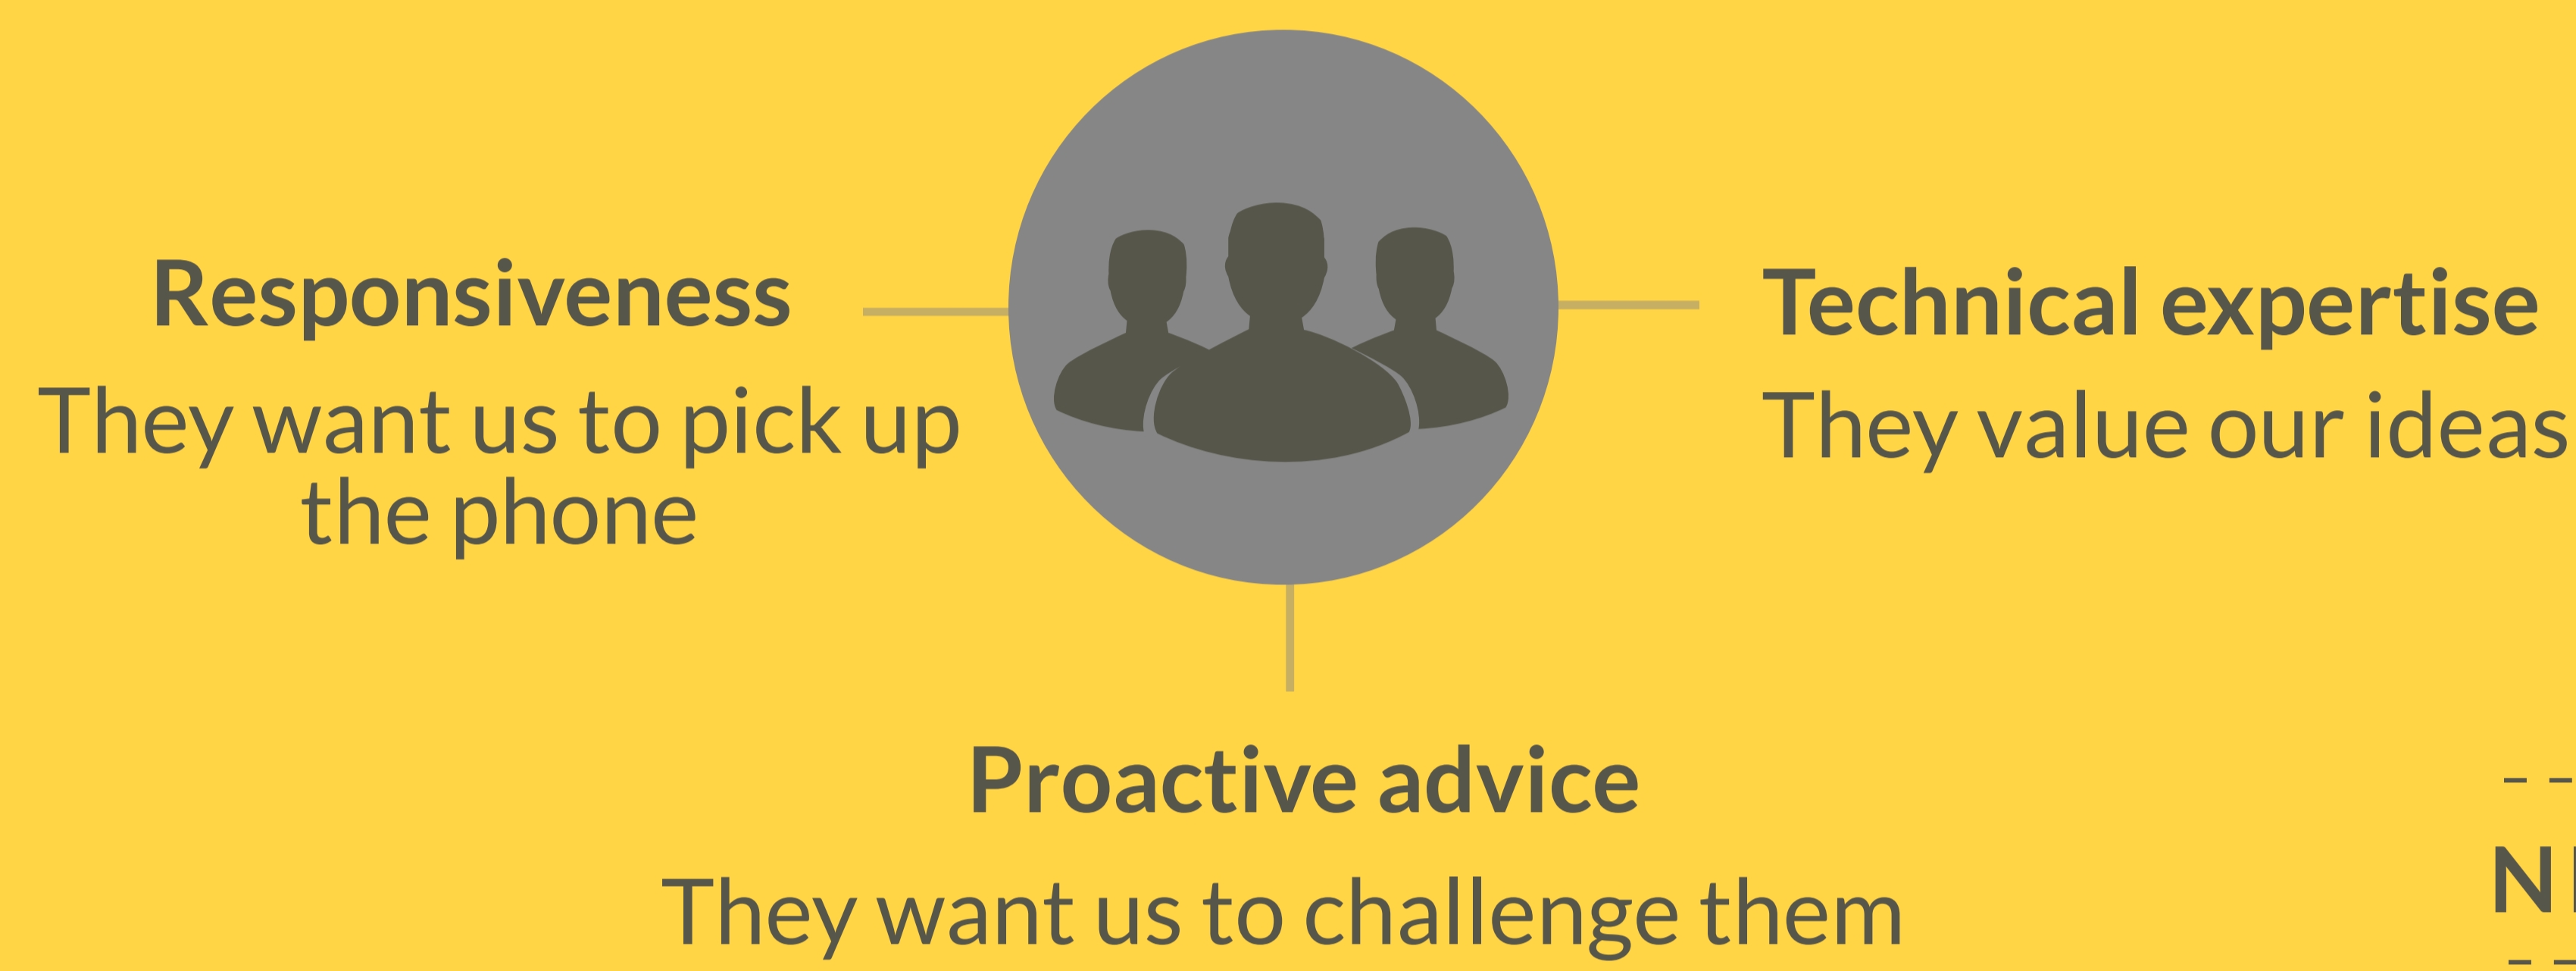 Responsiveness
They want us to pick up
the phone
Technical expertise
They value our ideas
Proactive advice
They want us to challenge them